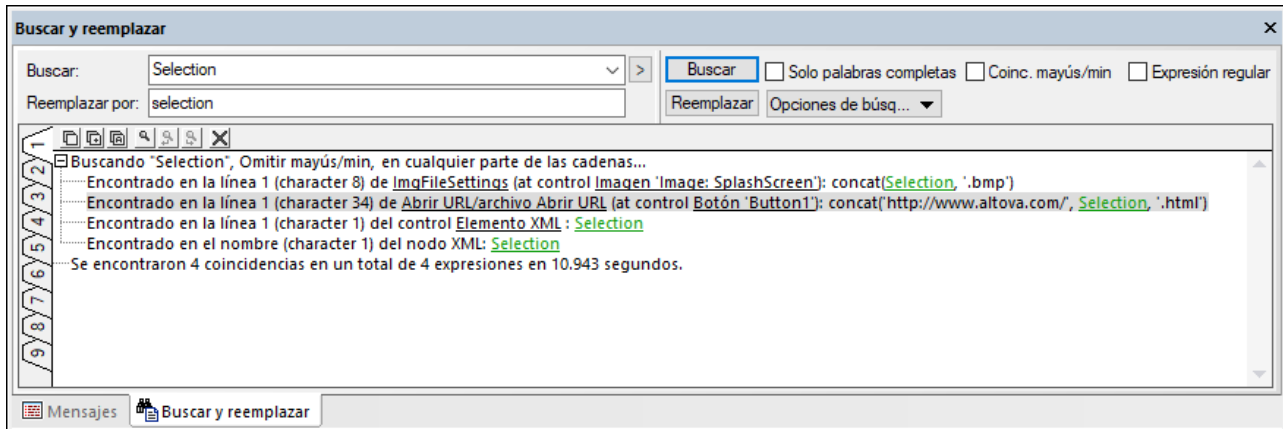 Buscar y reemplazar
Buscar: Selection > Buscar Solo palabras completas Coinc. mayús/min Expresión regular
Reemplazar por: selection Reemplazar Opciones de búsq...
1
2
3
4
5
6
7
8
9
Buscando "Selection", Omitir mayús/min, en cualquier parte de las cadenas...
Encontrado en la línea 1 (character 8) de ImgFileSettings (at control Imagen 'Image: SplashScreen'): concat(Selection, '.bmp')
Encontrado en la línea 1 (character 34) de Abrir URL/archivo Abrir URL (at control Botón 'Button1'): concat('http://www.altova.com/', Selection, '.html')
Encontrado en la línea 1 (character 1) del control Elemento XML : Selection
Encontrado en el nombre (character 1) del nodo XML: Selection
Se encontraron 4 coincidencias en un total de 4 expresiones en 10.943 segundos.
Mensajes Buscar y reemplazar